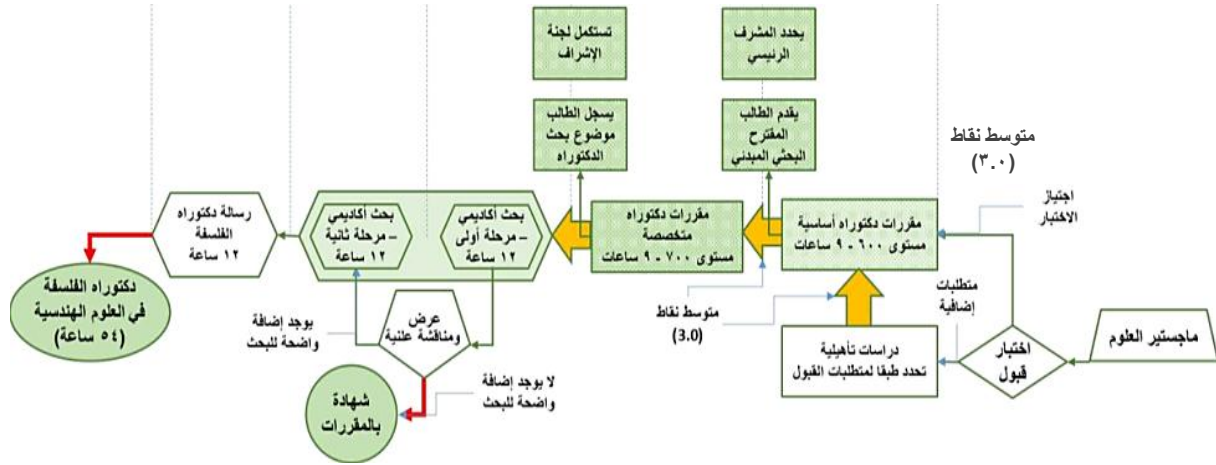 يحدد المشرف
الرئيسي
تستكمل لجنة
الإشراف
يقدم الطالب
المقترح
البحثي المبدئي
يسجل الطالب
موضوع بحث
الدكتوراه
متوسط نقاط
(٣.٠)
اجتياز
الاختبار
مقررات دكتوراه أساسية
مستوى ٦٠٠ - ٩ ساعات
مقررات دكتوراه
متخصصة
مستوى ٧٠٠ - ٩ ساعات
بحث أكاديمي
– مرحلة أولى
١٢ ساعة
بحث أكاديمي
– مرحلة ثانية
١٢ ساعة
رسالة دكتوراه
الفلسفة
١٢ ساعة
دكتوراه الفلسفة
في العلوم الهندسية
(٥٤ ساعة)
متطلبات
إضافية
متوسط نقاط
(3.0)
عرض
ومناقشة علنية
يوجد إضافة
واضحة للبحث
ماجستير العلوم
اختبار
قبول
دراسات تأهيلية
تحدد طبقا لمتطلبات القبول
لا يوجد إضافة
واضحة للبحث
شهادة
بالمقررات